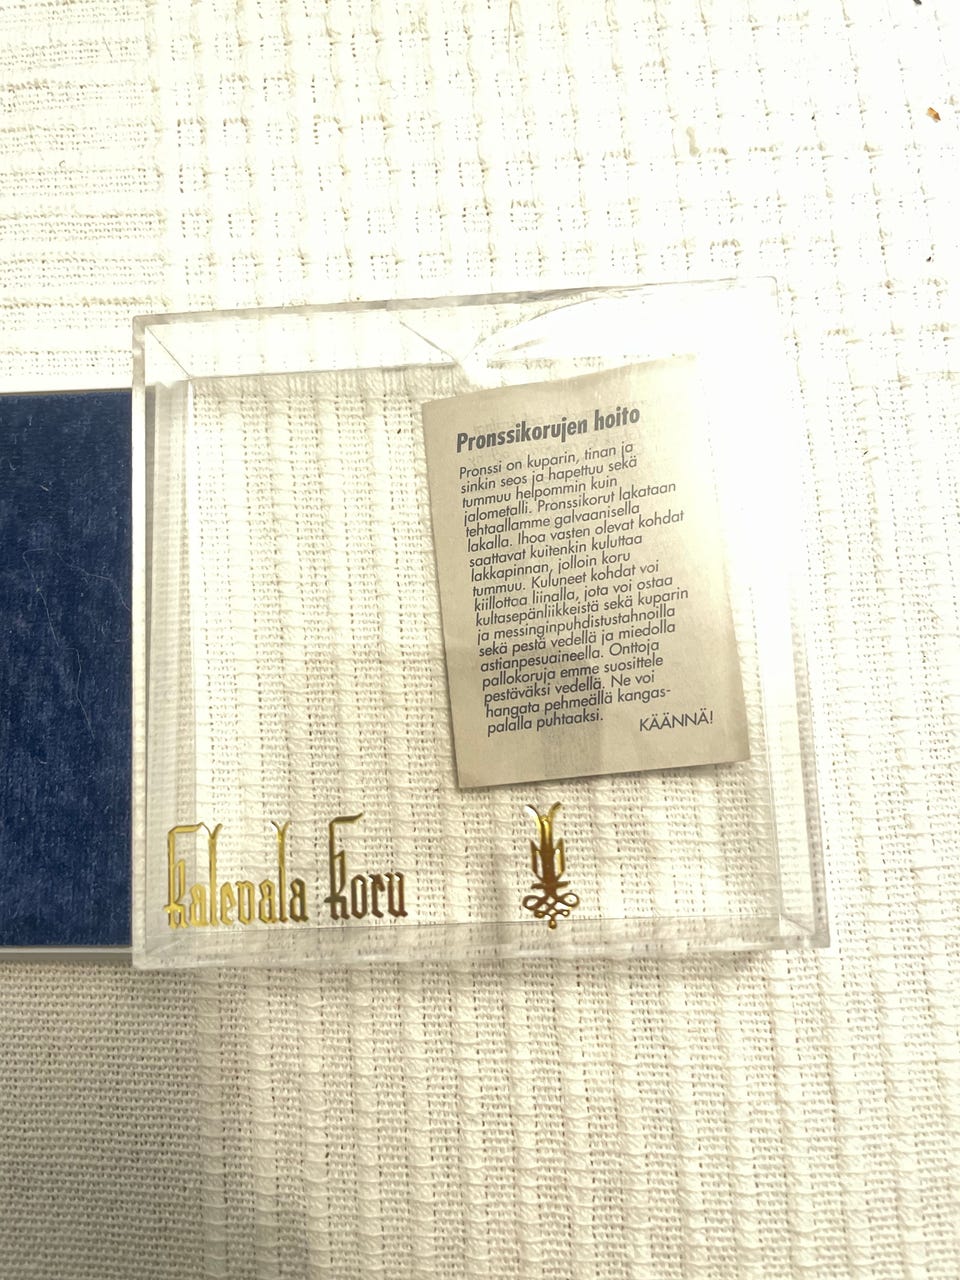 Pronssikorujen hoito
Pronssi on kuparin, tinan ja
sinkin seos ja hapettuu sekä
tummuu helpommin kuin
jalometalli. Pronssikorut lakataan
tehtaallamme galvaanisella
lakalla. Ihoa vasten olevat kohdat
saattavat kuitenkin kuluttaa
lakkapinnan, jolloin koru
tummuu. Kuluneet kohdat voi
kiillottaa liinalla, jota voi ostaa
kultasepänliikkeistä sekä kuparin
ja messinginpuhdistustahnoilla
sekä pestä vedellä ja miedolla
astianpesuaineella. Onttoja
pallokoruja emme suosittele
pestäväksi vedellä. Ne voi
hangata pehmeällä kangas-
palalla puhtaaksi.
KÄÄNNÄ!
Kalevala Koru